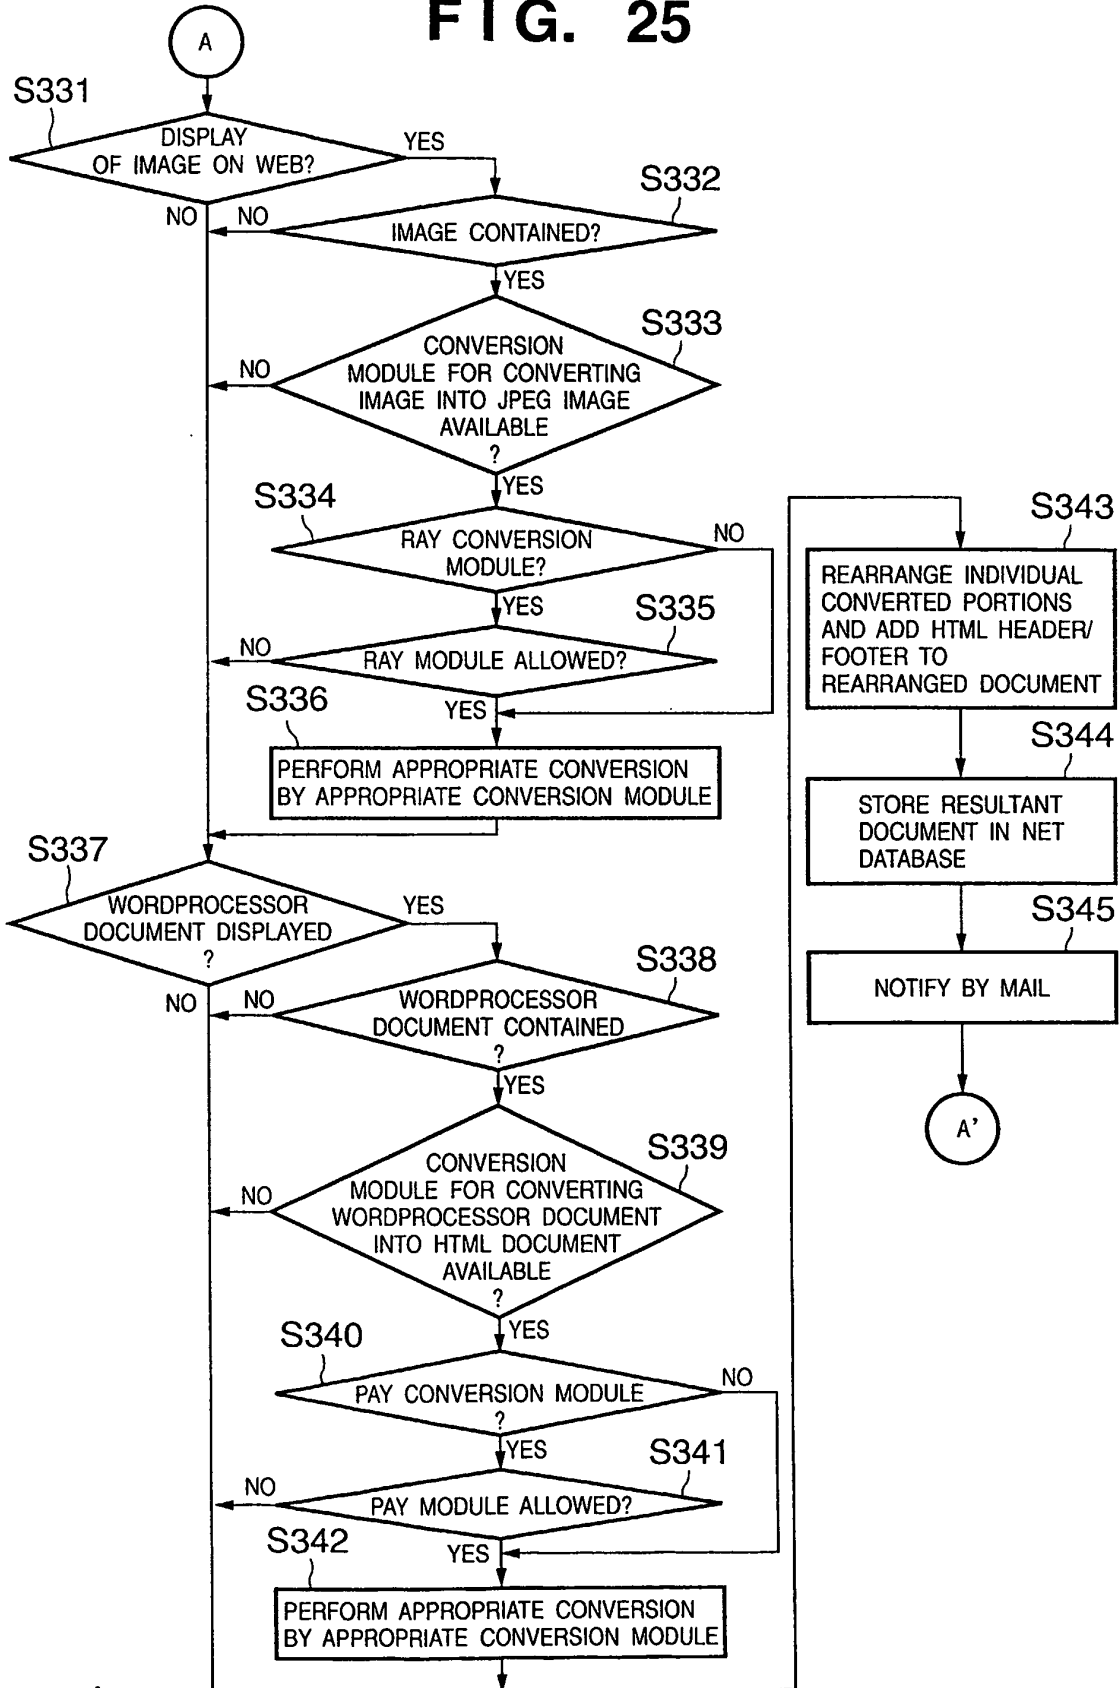 FIG. 25
A
S331
DISPLAY
OF IMAGE ON WEB?
YES
NO
S332
IMAGE CONTAINED?
NO
YES
S333
CONVERSION
MODULE FOR CONVERTING
IMAGE INTO JPEG IMAGE
AVAILABLE
?
NO
YES
S334
RAY CONVERSION
MODULE?
NO
YES
S335
RAY MODULE ALLOWED?
NO
YES
S336
PERFORM APPROPRIATE CONVERSION
BY APPROPRIATE CONVERSION MODULE
S337
WORDPROCESSOR
DOCUMENT DISPLAYED
?
YES
NO
S338
WORDPROCESSOR
DOCUMENT CONTAINED
?
NO
YES
S339
CONVERSION
MODULE FOR CONVERTING
WORDPROCESSOR DOCUMENT
INTO HTML DOCUMENT
AVAILABLE
?
NO
YES
S340
PAY CONVERSION MODULE
?
NO
YES
S341
PAY MODULE ALLOWED?
NO
YES
S342
PERFORM APPROPRIATE CONVERSION
BY APPROPRIATE CONVERSION MODULE
S343
REARRANGE INDIVIDUAL
CONVERTED PORTIONS
AND ADD HTML HEADER/
FOOTER TO
REARRANGED DOCUMENT
S344
STORE RESULTANT
DOCUMENT IN NET
DATABASE
S345
NOTIFY BY MAIL
A'